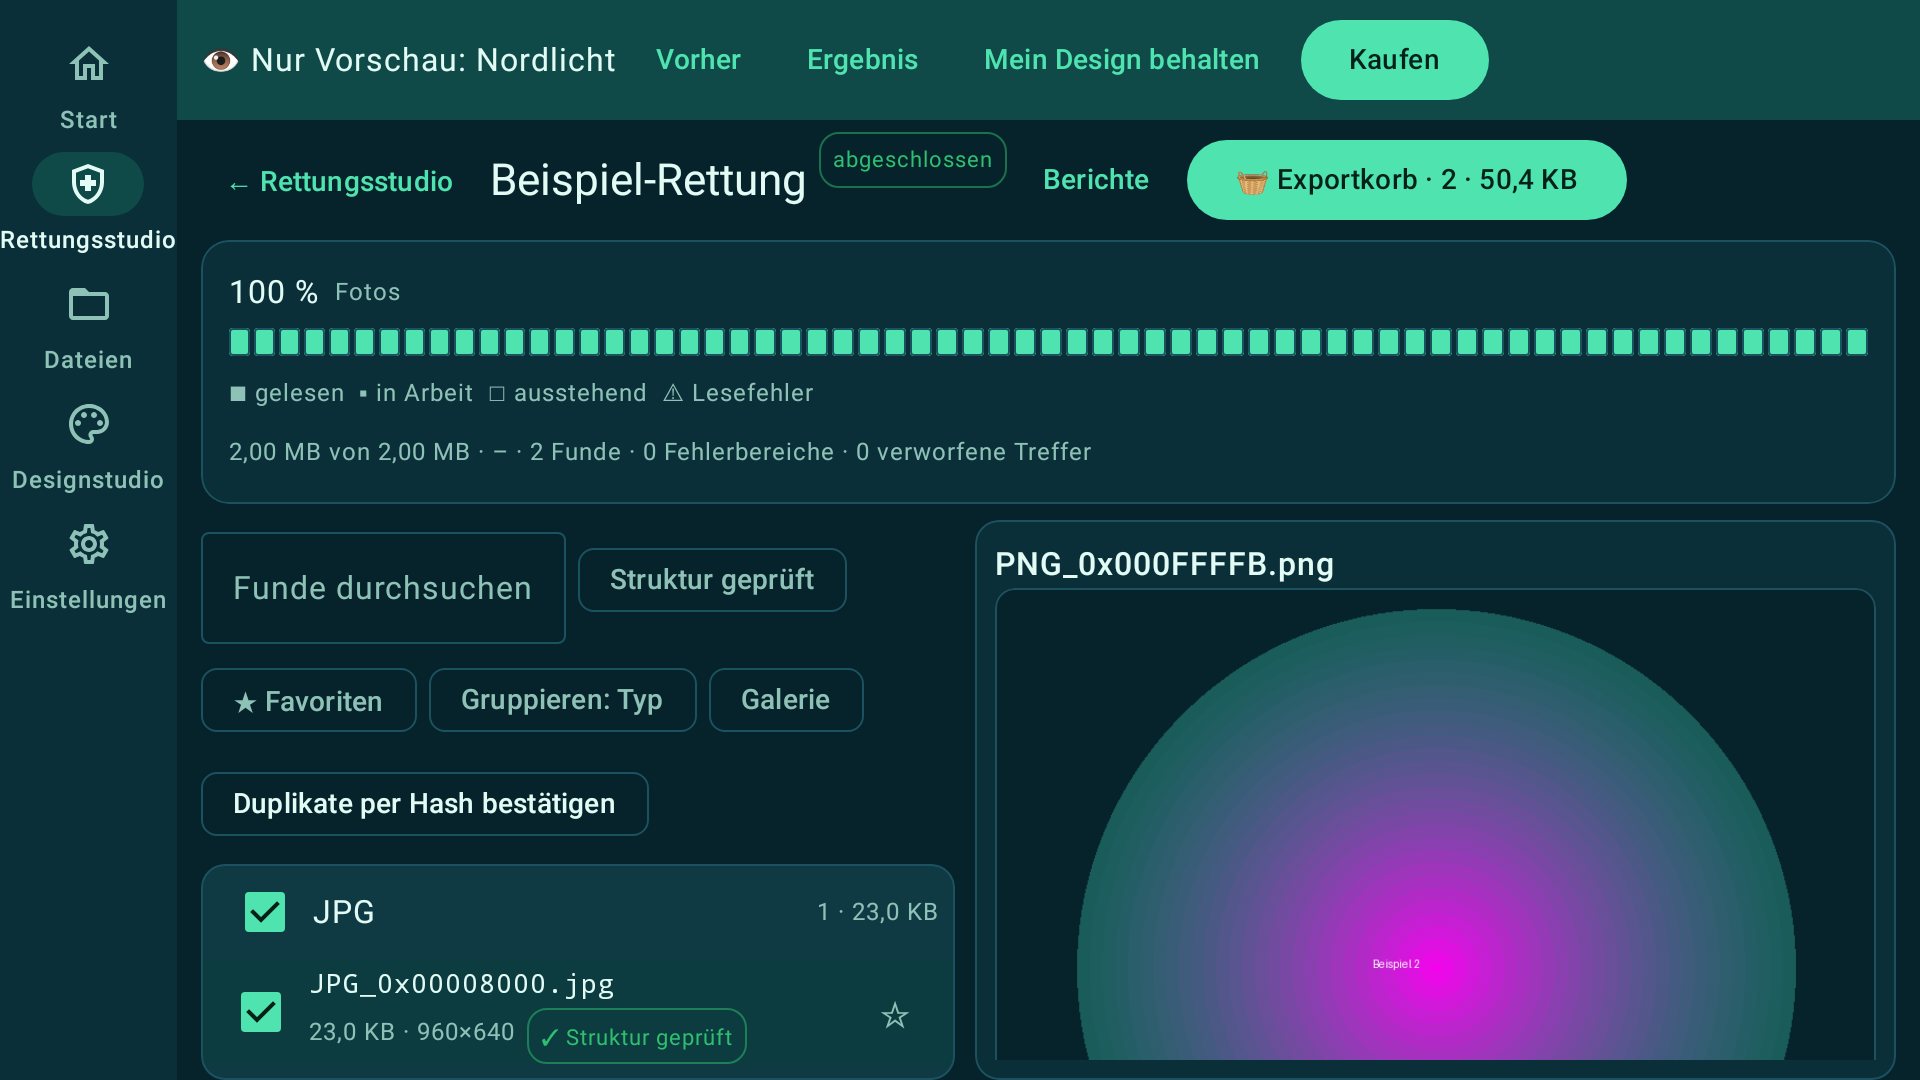 Start
Rettungsstudio
Dateien
Designstudio
Einstellungen
👁 Nur Vorschau: Nordlicht Vorher Ergebnis Mein Design behalten Kaufen
← Rettungsstudio Beispiel-Rettung abgeschlossen Berichte 🧺 Exportkorb · 2 · 50,4 KB
100 % Fotos
■ gelesen ▪ in Arbeit □ ausstehend ⚠ Lesefehler
2,00 MB von 2,00 MB · – · 2 Funde · 0 Fehlerbereiche · 0 verworfene Treffer
Funde durchsuchen Struktur geprüft
★ Favoriten Gruppieren: Typ Galerie
Duplikate per Hash bestätigen
JPG 1 · 23,0 KB
JPG_0x00008000.jpg
23,0 KB · 960×640 ✓ Struktur geprüft ☆
PNG_0x000FFFFB.png
Beispiel 2